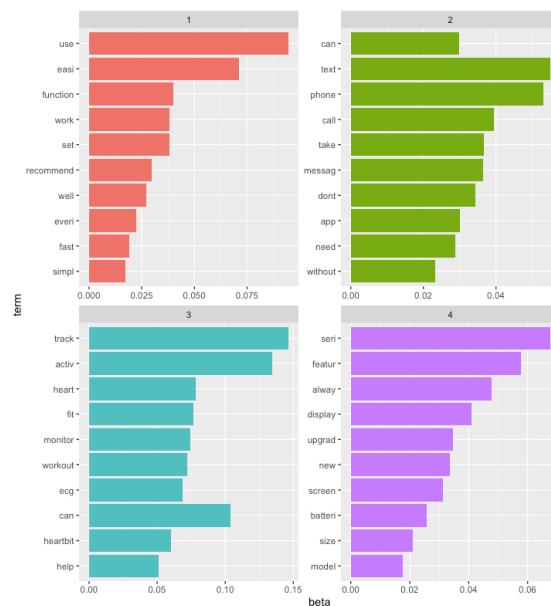 1
use
easi
function
work
set
recommend
well
everi
fast
simpl
0.000 0.025 0.050 0.075
2
can
text
phone
call
take
messag
dont
app
need
without
0.00 0.02 0.04
term
3
track
activ
heart
fit
monitor
workout
ecg
can
heartbit
help
0.00 0.05 0.10 0.15
4
seri
featur
alway
display
upgrad
new
screen
batteri
size
model
0.00 0.02 0.04 0.06
beta